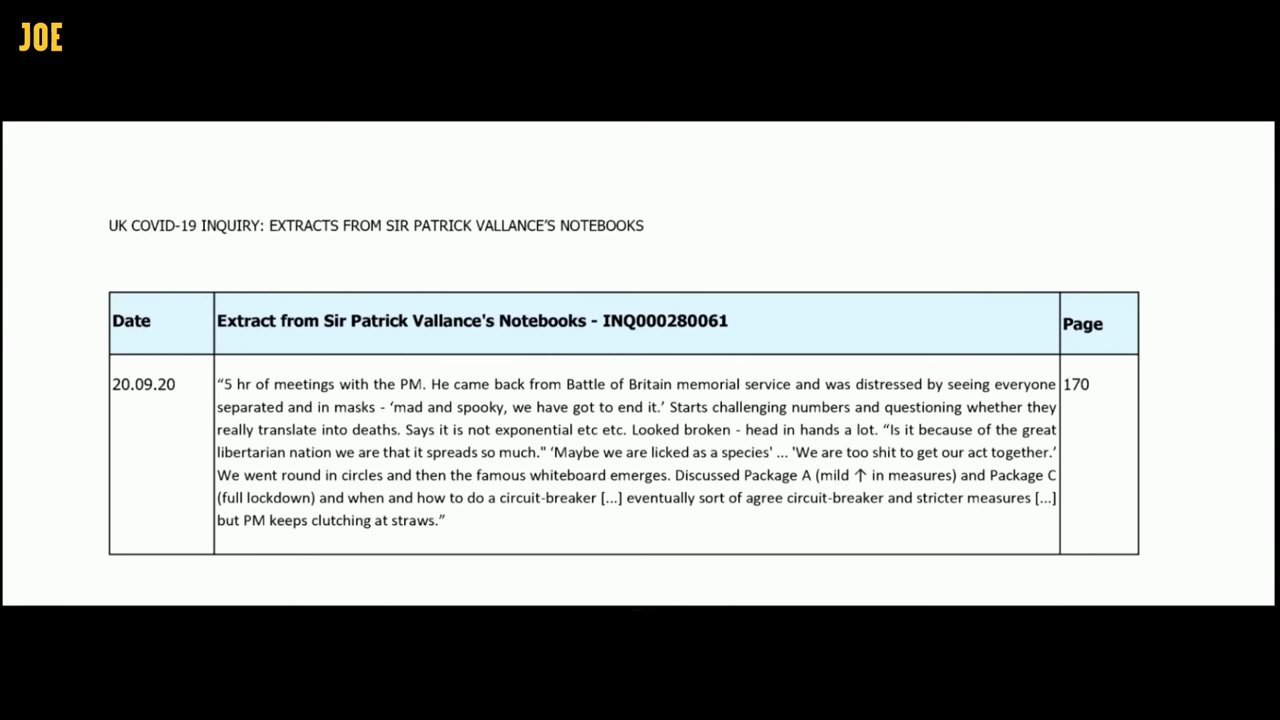 JOE
UK COVID-19 INQUIRY: EXTRACTS FROM SIR PATRICK VALLANCE'S NOTEBOOKS
Date
Extract from Sir Patrick Vallance's Notebooks - INQ000280061
Page
20.09.20
“5 hr of meetings with the PM. He came back from Battle of Britain memorial service and was distressed by seeing everyone
separated and in masks - ‘mad and spooky, we have got to end it.’ Starts challenging numbers and questioning whether they
really translate into deaths. Says it is not exponential etc etc. Looked broken - head in hands a lot. “Is it because of the great
libertarian nation we are that it spreads so much." ‘Maybe we are licked as a species' ... 'We are too shit to get our act together.’
We went round in circles and then the famous whiteboard emerges. Discussed Package A (mild ↑ in measures) and Package C
(full lockdown) and when and how to do a circuit-breaker [...] eventually sort of agree circuit-breaker and stricter measures [...]
but PM keeps clutching at straws.”
170